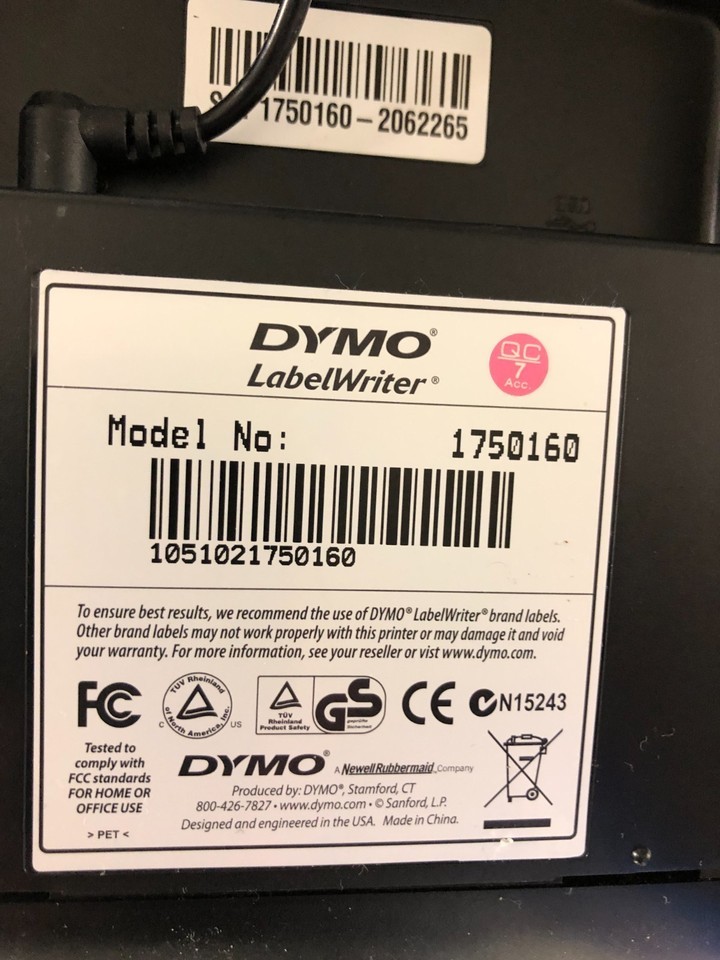 1750160-2062265
DYMO®
LabelWriter®
QC
7
Acc
Model No: 1750160
1051021750160
To ensure best results, we recommend the use of DYMO® LabelWriter® brand labels.
Other brand labels may not work properly with this printer or may damage it and void
your warranty. For more information, see your reseller or vist www.dymo.com.
FC
TÜV Rheinland
of North America, Inc.
C US
TÜV
Rheinland
Product Safety
GS
geprüfte
Sicherheit
CE
N15243
Tested to
comply with
FCC standards
FOR HOME OR
OFFICE USE
> PET <
DYMO® A NewellRubbermaid Company
Produced by: DYMO®, Stamford, CT
800-426-7827 • www.dymo.com • © Sanford, L.P.
Designed and engineered in the USA. Made in China.